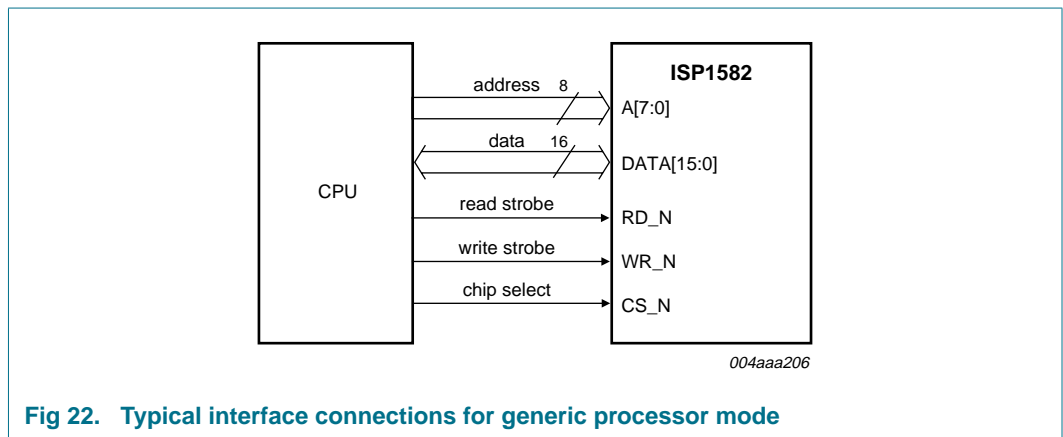 ISP1582
address 8
A[7:0]
data 16
DATA[15:0]
CPU
read strobe
RD_N
write strobe
WR_N
chip select
CS_N
004aaa206
Fig 22. Typical interface connections for generic processor mode